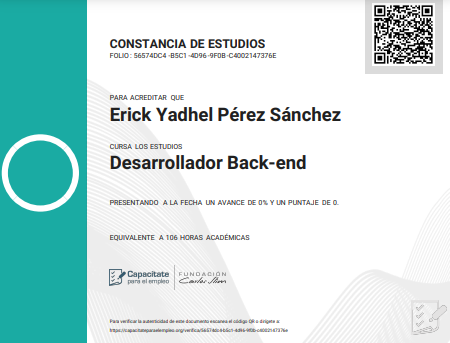 CONSTANCIA DE ESTUDIOS
FOLIO: 56574DC4 -B5C1 -4D96 -9F0B -C4002147376E
PARA ACREDITAR QUE
Erick Yadhel Pérez Sánchez
CURSA LOS ESTUDIOS
Desarrollador Back-end
PRESENTANDO A LA FECHA UN AVANCE DE 0% Y UN PUNTAJE DE 0.
EQUIVALENTE A 106 HORAS ACADÉMICAS
Capacítate
para el empleo
FUNDACIÓN
Carlos Slim
Para verificar la autenticidad de este documento escanea el código QR o dirígete a:
https://capacitateparaelempleo.org/verifica/56574dc4-b5c1-4d96-9f0b-c4002147376e